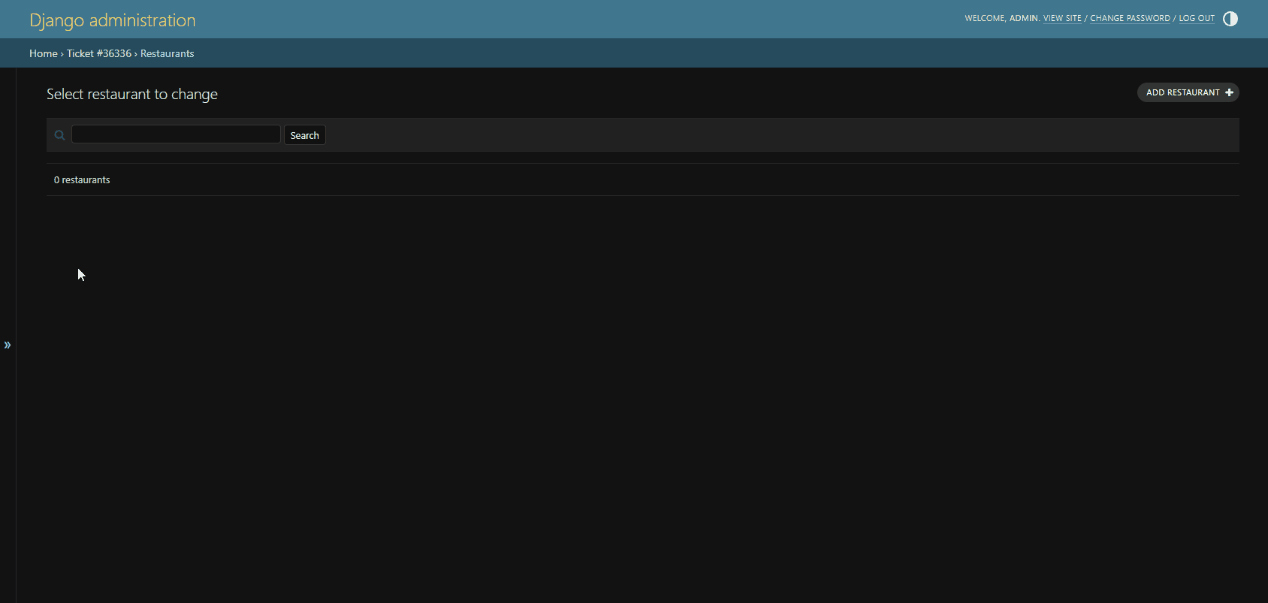 Django administration
WELCOME, ADMIN. VIEW SITE / CHANGE PASSWORD / LOG OUT
Home › Ticket #36336 › Restaurants
Select restaurant to change
ADD RESTAURANT +
Search
0 restaurants
»